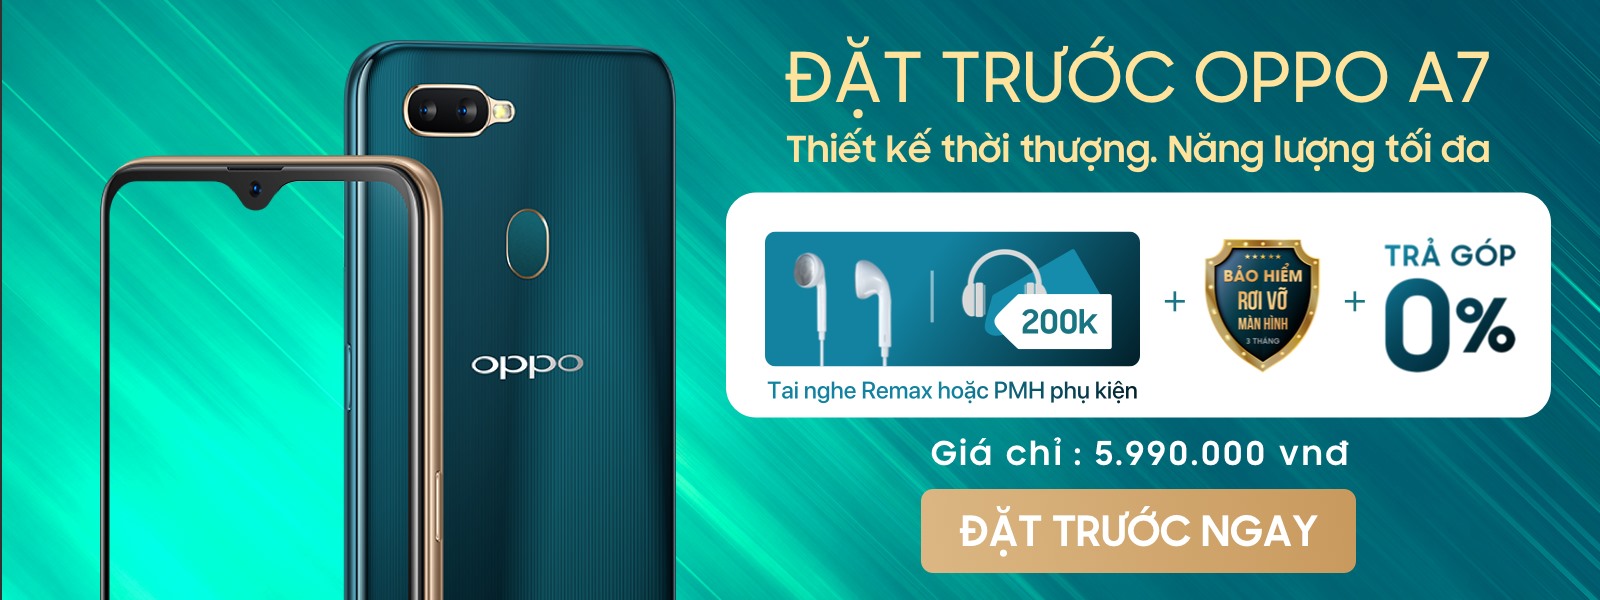 oppo
ĐẶT TRƯỚC OPPO A7
Thiết kế thời thượng. Năng lượng tối đa
200k
Tai nghe Remax hoặc PMH phụ kiện
+
BẢO HIỂM
RƠI VỠ
MÀN HÌNH
3 THÁNG
+
TRẢ GÓP
0%
Giá chỉ : 5.990.000 vnđ
ĐẶT TRƯỚC NGAY